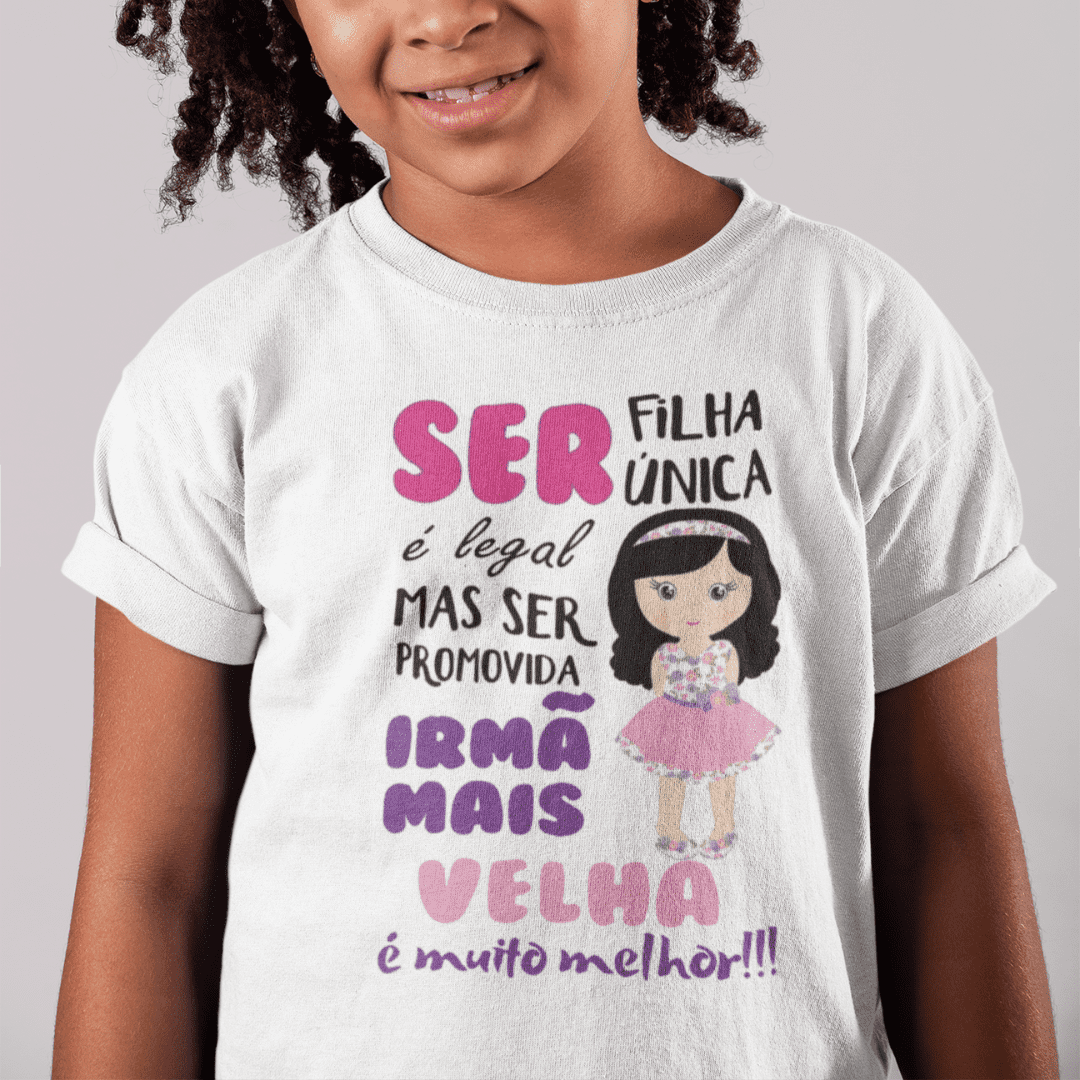 SER FiLHA
ÚNICA
é legal
MAS SER
PROMOVIDA
IRMÃ
MAIS
VELHA
é muito melhor!!!